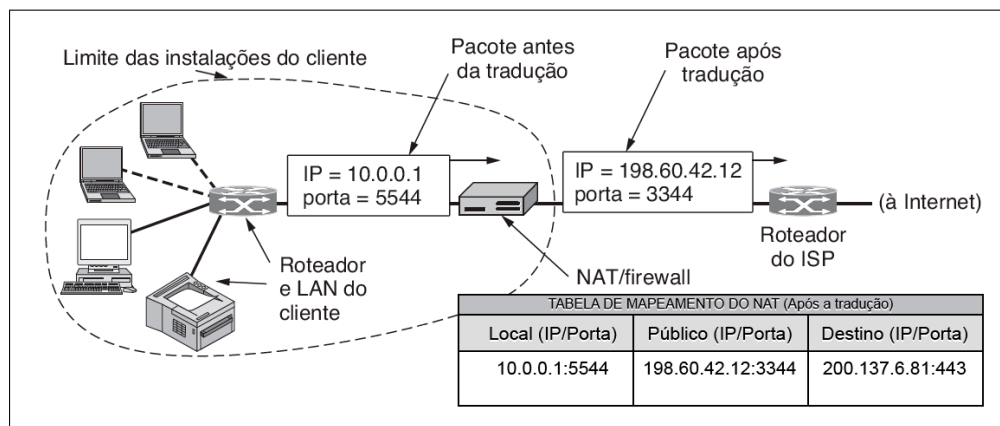 Limite das instalações do cliente
Pacote antes
da tradução
Pacote após
tradução
IP = 10.0.0.1
porta = 5544
IP = 198.60.42.12
porta = 3344
(à Internet)
Roteador
do ISP
Roteador
e LAN do
cliente
NAT/firewall
TABELA DE MAPEAMENTO DO NAT (Após a tradução)
Local (IP/Porta) Público (IP/Porta) Destino (IP/Porta)
10.0.0.1:5544 198.60.42.12:3344 200.137.6.81:443